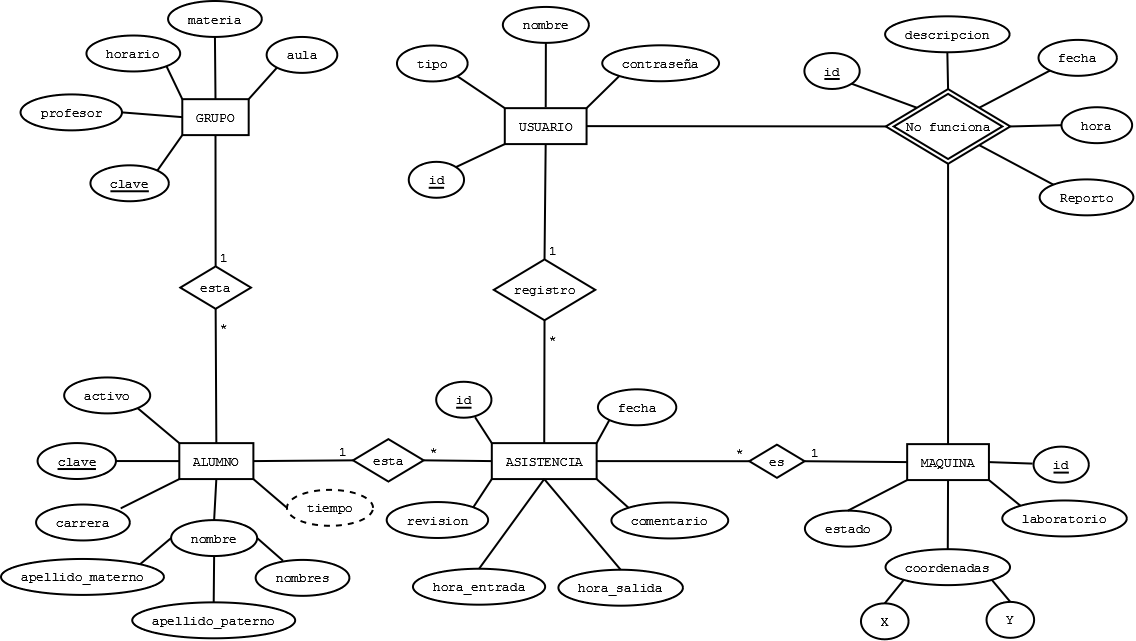 materia
nombre
descripcion
horario
aula
tipo
contraseña
id
fecha
profesor
GRUPO
USUARIO
No funciona
hora
clave
id
Reporto
1
1
esta
registro
*
*
activo
id
fecha
clave
ALUMNO
1
esta
*
ASISTENCIA
*
es
1
MAQUINA
id
carrera
tiempo
revision
comentario
estado
laboratorio
nombre
coordenadas
apellido_materno
nombres
hora_entrada
hora_salida
apellido_paterno
X
Y